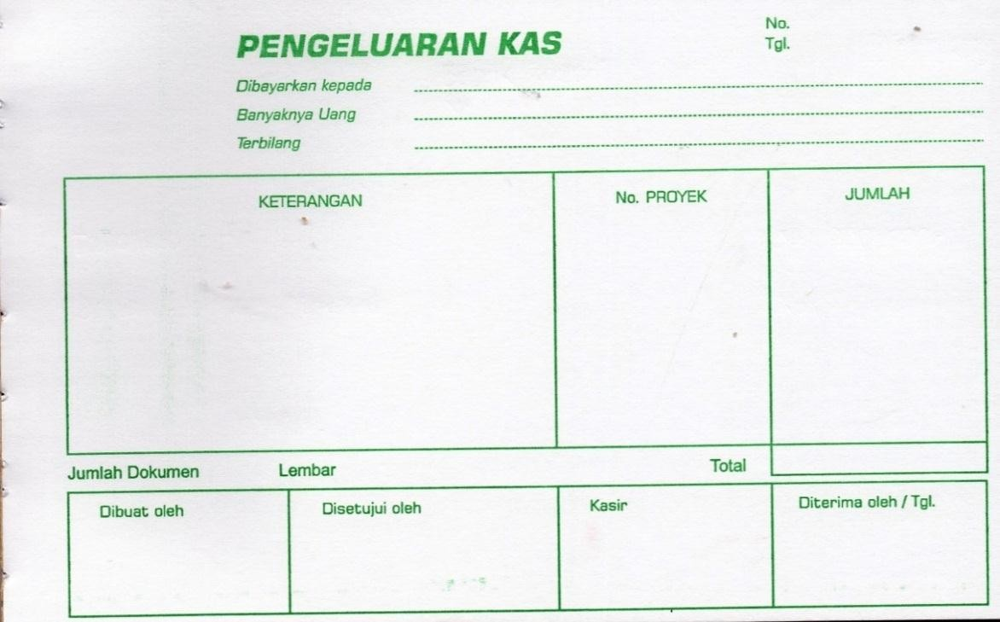 PENGELUARAN KAS
No.
Tgl.
Dibayarkan kepada
Banyaknya Uang
Terbilang
KETERANGAN No. PROYEK JUMLAH
Jumlah Dokumen Lembar Total
Dibuat oleh Disetujui oleh Kasir Diterima oleh / Tgl.